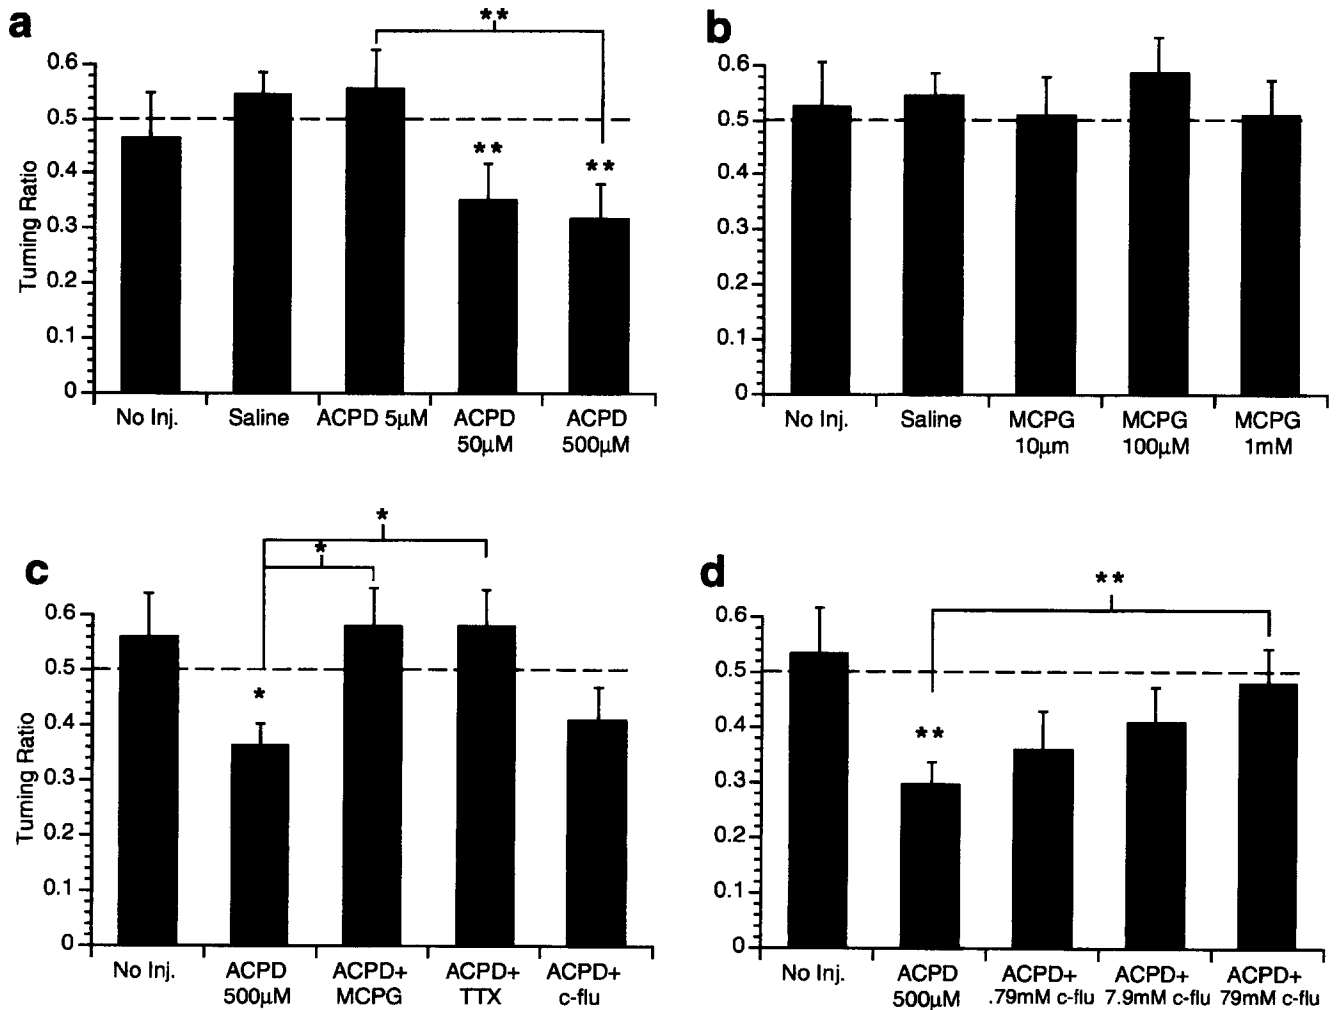 a
**
0.6
0.5
0.4
0.3
0.2
0.1
0
Turning Ratio
**
**
No Inj.
Saline
ACPD 5μM
ACPD
50μM
ACPD
500μM
b
0.6
0.5
0.4
0.3
0.2
0.1
0
No Inj.
Saline
MCPG
10μm
MCPG
100μM
MCPG
1mM
c
*
*
0.6
0.5
0.4
0.3
0.2
0.1
0
Turning Ratio
*
No Inj.
ACPD
500μM
ACPD+
MCPG
ACPD+
TTX
ACPD+
c-flu
d
**
0.6
0.5
0.4
0.3
0.2
0.1
0
**
No Inj.
ACPD
500μM
ACPD+
.79mM c-flu
ACPD+
7.9mM c-flu
ACPD+
79mM c-flu